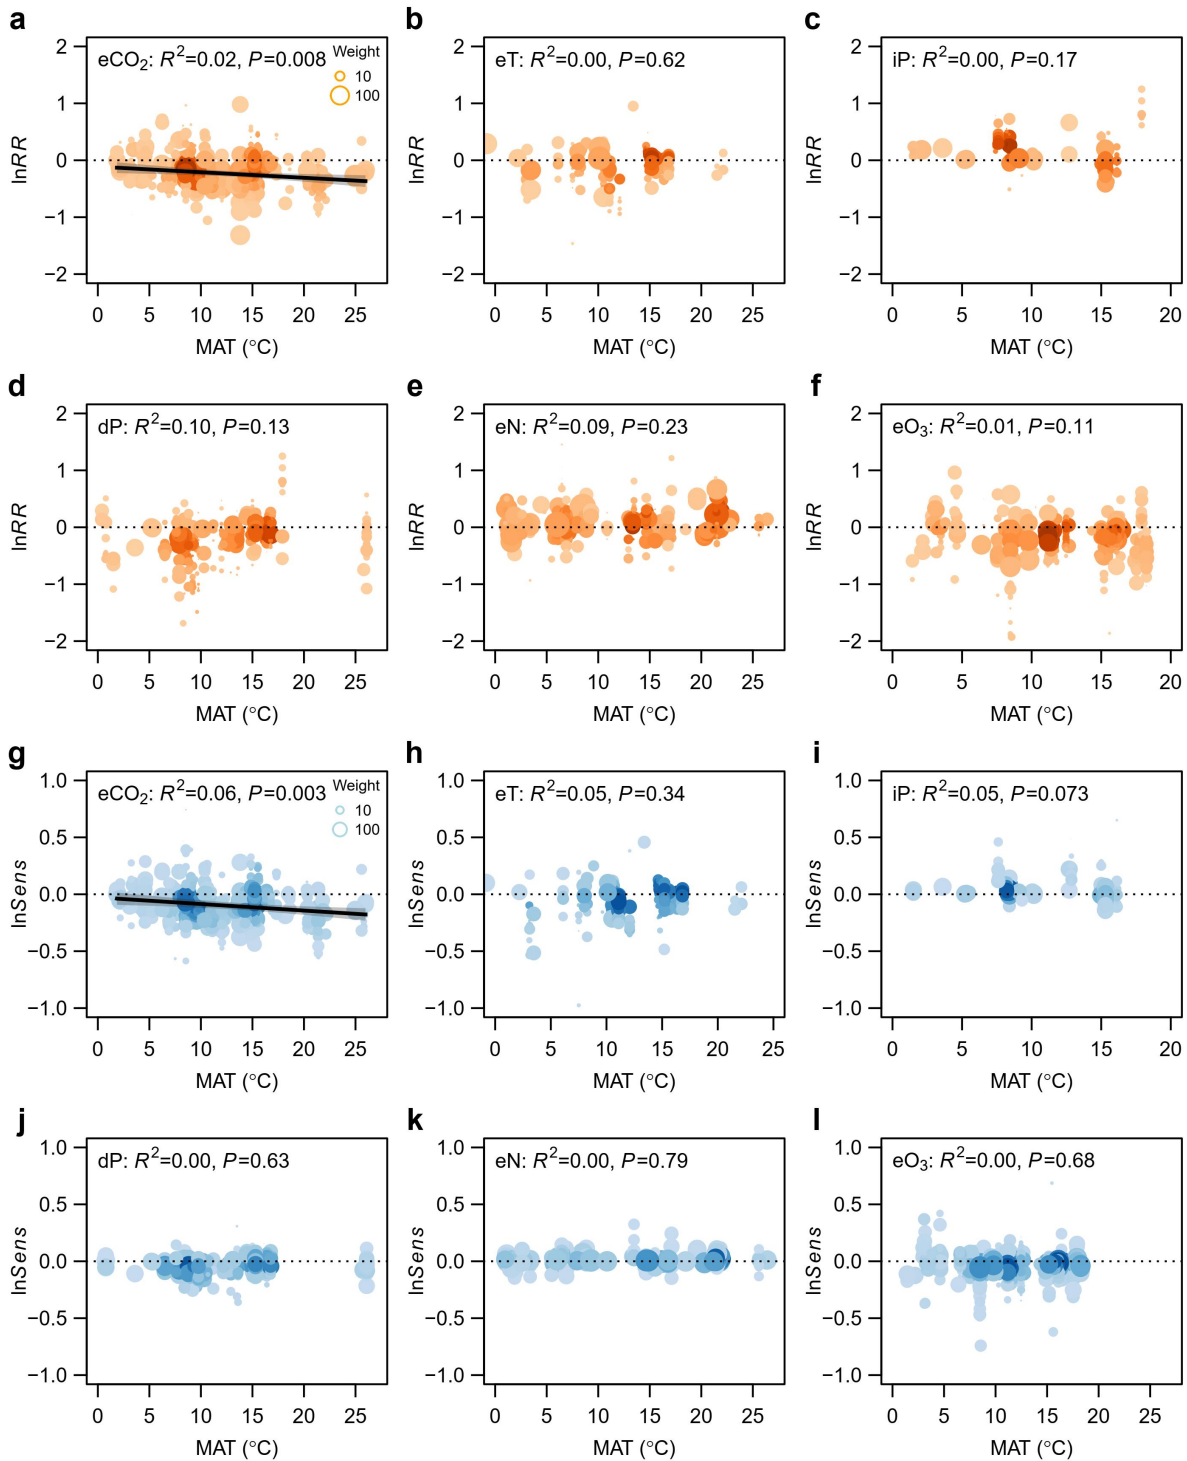 a
eCO2: R2=0.02, P=0.008
Weight
10
100
2
1
0
−1
−2
lnRR
0 5 10 15 20 25
MAT (°C)
b
eT: R2=0.00, P=0.62
2
1
0
−1
−2
lnRR
0 5 10 15 20 25
MAT (°C)
c
iP: R2=0.00, P=0.17
2
1
0
−1
−2
lnRR
0 5 10 15 20
MAT (°C)
d
dP: R2=0.10, P=0.13
2
1
0
−1
−2
lnRR
0 5 10 15 20 25
MAT (°C)
e
eN: R2=0.09, P=0.23
2
1
0
−1
−2
lnRR
0 5 10 15 20 25
MAT (°C)
f
eO3: R2=0.01, P=0.11
2
1
0
−1
−2
lnRR
0 5 10 15 20
MAT (°C)
g
eCO2: R2=0.06, P=0.003
Weight
10
100
1.0
0.5
0.0
−0.5
−1.0
lnSens
0 5 10 15 20 25
MAT (°C)
h
eT: R2=0.05, P=0.34
1.0
0.5
0.0
−0.5
−1.0
lnSens
0 5 10 15 20 25
MAT (°C)
i
iP: R2=0.05, P=0.073
1.0
0.5
0.0
−0.5
−1.0
lnSens
0 5 10 15 20
MAT (°C)
j
dP: R2=0.00, P=0.63
1.0
0.5
0.0
−0.5
−1.0
lnSens
0 5 10 15 20 25
MAT (°C)
k
eN: R2=0.00, P=0.79
1.0
0.5
0.0
−0.5
−1.0
lnSens
0 5 10 15 20 25
MAT (°C)
l
eO3: R2=0.00, P=0.68
1.0
0.5
0.0
−0.5
−1.0
lnSens
0 5 10 15 20 25
MAT (°C)